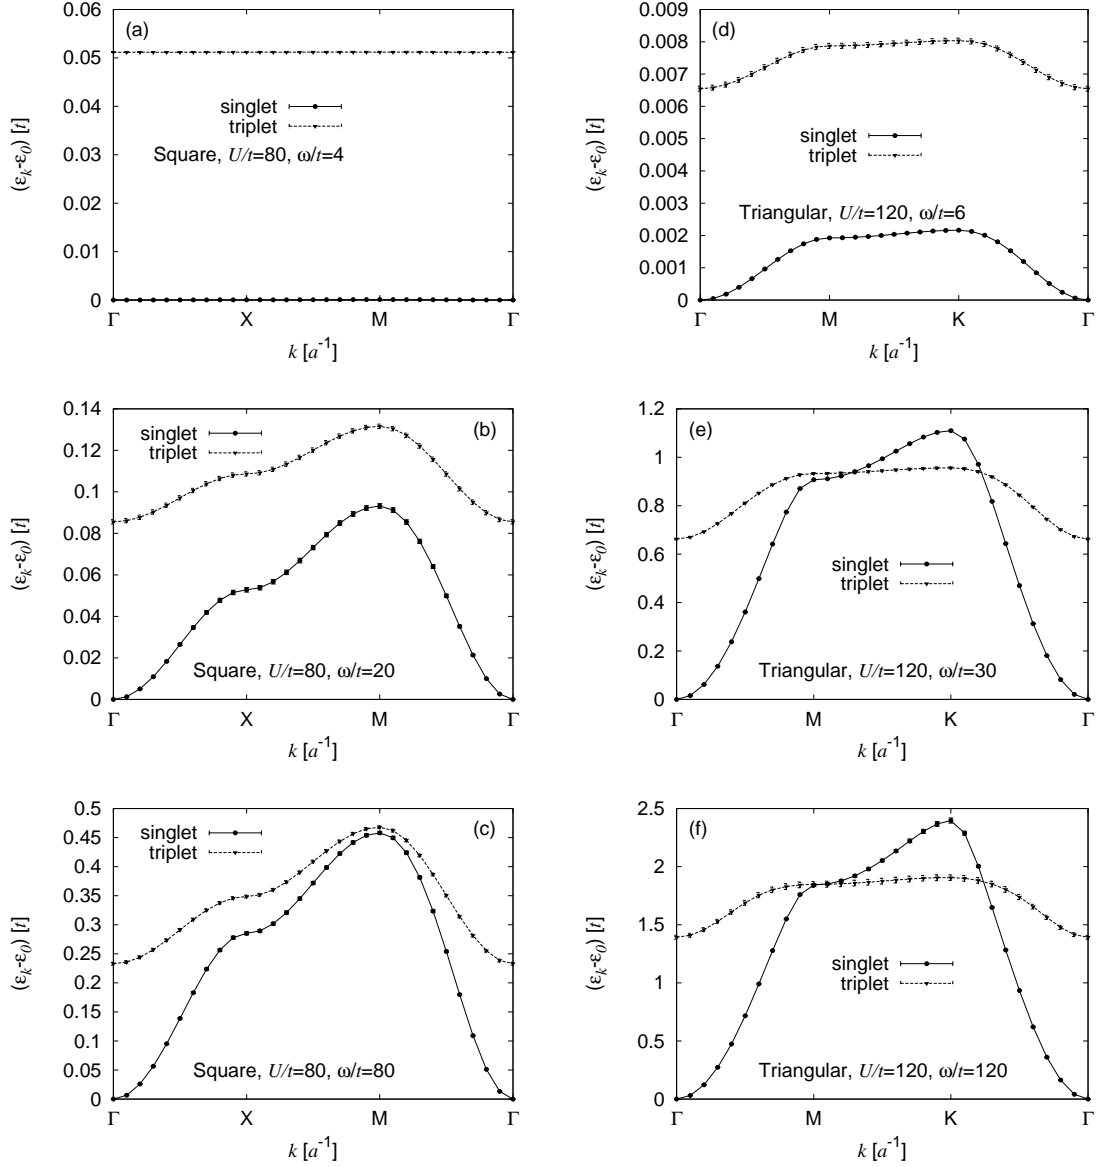 (a)
0.06
0.05
0.04
0.03
0.02
0.01
0
(ε_k-ε_0) [t]
singlet
triplet
Square, U/t=80, ω/t=4
Γ X M Γ
k [a^-1]
(d)
0.009
0.008
0.007
0.006
0.005
0.004
0.003
0.002
0.001
0
(ε_k-ε_0) [t]
singlet
triplet
Triangular, U/t=120, ω/t=6
Γ M K Γ
k [a^-1]
(b)
0.14
0.12
0.1
0.08
0.06
0.04
0.02
0
(ε_k-ε_0) [t]
singlet
triplet
Square, U/t=80, ω/t=20
Γ X M Γ
k [a^-1]
(e)
1.2
1
0.8
0.6
0.4
0.2
0
(ε_k-ε_0) [t]
singlet
triplet
Triangular, U/t=120, ω/t=30
Γ M K Γ
k [a^-1]
(c)
0.5
0.45
0.4
0.35
0.3
0.25
0.2
0.15
0.1
0.05
0
(ε_k-ε_0) [t]
singlet
triplet
Square, U/t=80, ω/t=80
Γ X M Γ
k [a^-1]
(f)
2.5
2
1.5
1
0.5
0
(ε_k-ε_0) [t]
singlet
triplet
Triangular, U/t=120, ω/t=120
Γ M K Γ
k [a^-1]